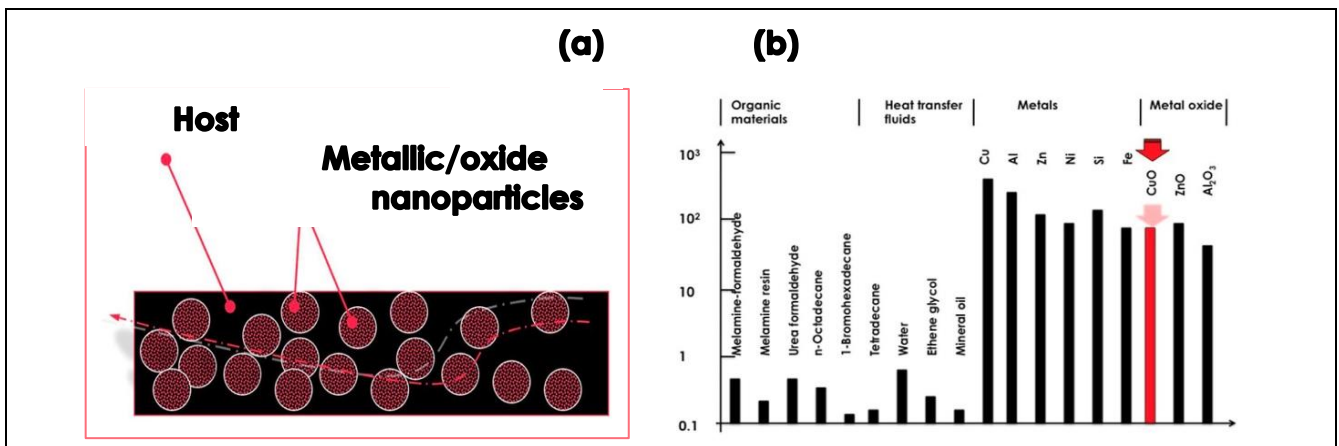 (a)
(b)
Host
Metallic/oxide
nanoparticles
Organic
materials
Heat transfer
fluids
Metals
Metal oxide
10³
10²
10
1
0.1
Melamine-formaldehyde
Melamine resin
Urea formaldehyde
n-Octadecane
1-Bromohexadecane
Tetradecane
Water
Ethene glycol
Mineral oil
Cu
Al
Zn
Ni
Si
Fe
CuO
ZnO
Al₂O₃